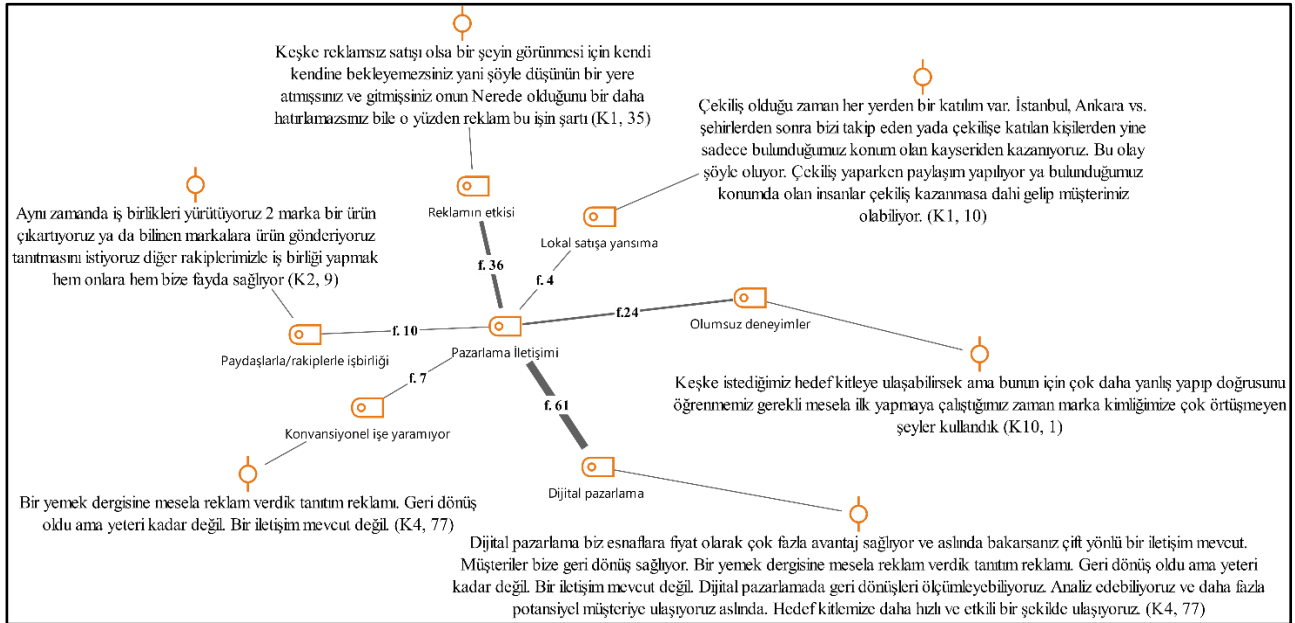 Keşke reklamsız satışı olsa bir şeyin görünmesi için kendi
kendine bekleyemezsiniz yani şöyle düşünün bir yere
atmışsınız ve gitmişsiniz onun Nerede olduğunu bir daha
hatırlamazsınız bile o yüzden reklam bu işin şartı (K1, 35)
Çekiliş olduğu zaman her yerden bir katılım var. İstanbul, Ankara vs.
şehirlerden sonra bizi takip eden yada çekilişe katılan kişilerden yine
sadece bulunduğumuz konum olan kayseriden kazanıyoruz. Bu olay
şöyle oluyor. Çekiliş yaparken paylaşım yapılıyor ya bulunduğumuz
konumda olan insanlar çekiliş kazanmasa dahi gelip müşterimiz
olabiliyor. (K1, 10)
Aynı zamanda iş birlikleri yürütüyoruz 2 marka bir ürün
çıkartıyoruz ya da bilinen markalara ürün gönderiyoruz
tanıtmasını istiyoruz diğer rakiplerimizle iş birliği yapmak
hem onlara hem bize fayda sağlıyor (K2, 9)
Reklamın etkisi
Lokal satışa yansıma
f. 36
f. 4
f.24
Olumsuz deneyimler
f. 10
Paydaşlarla/rakiplerle işbirliği
Pazarlama İletişimi
f. 7
f. 61
Keşke istediğimiz hedef kitleye ulaşabilirsek ama bunun için çok daha yanlış yapıp doğrusunu
öğrenmemiz gerekli mesela ilk yapmaya çalıştığımız zaman marka kimliğimize çok örtüşmeyen
şeyler kullandık (K10, 1)
Konvansiyonel işe yaramıyor
Dijital pazarlama
Bir yemek dergisine mesela reklam verdik tanıtım reklamı. Geri dönüş
oldu ama yeteri kadar değil. Bir iletişim mevcut değil. (K4, 77)
Dijital pazarlama biz esnaflara fiyat olarak çok fazla avantaj sağlıyor ve aslında bakarsanız çift yönlü bir iletişim mevcut.
Müşteriler bize geri dönüş sağlıyor. Bir yemek dergisine mesela reklam verdik tanıtım reklamı. Geri dönüş oldu ama yeteri
kadar değil. Bir iletişim mevcut değil. Dijital pazarlamada geri dönüşleri ölçümleyebiliyoruz. Analiz edebiliyoruz ve daha fazla
potansiyel müşteriye ulaşıyoruz aslında. Hedef kitlemize daha hızlı ve etkili bir şekilde ulaşıyoruz. (K4, 77)